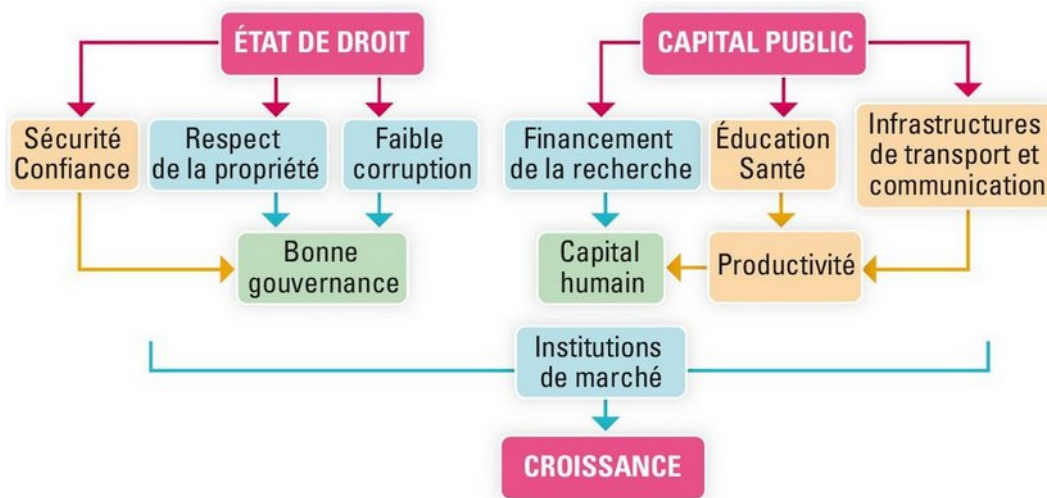 ÉTAT DE DROIT
CAPITAL PUBLIC
Sécurité
Confiance
Respect
de la propriété
Faible
corruption
Financement
de la recherche
Éducation
Santé
Infrastructures
de transport et
communication
Bonne
gouvernance
Capital
humain
Productivité
Institutions
de marché
CROISSANCE